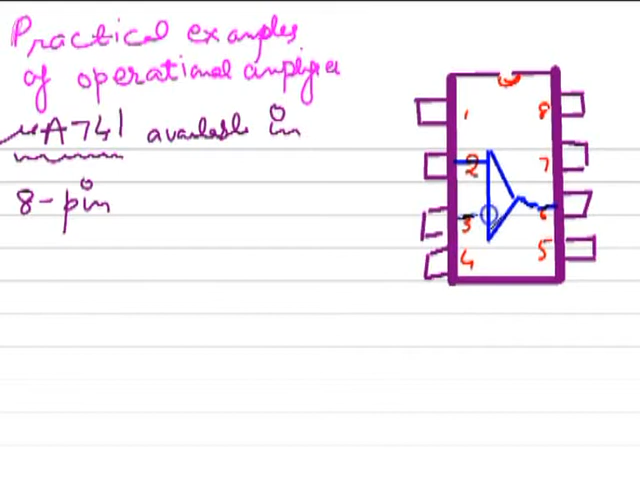 Practical examples
of operational amplifier
μA741 available in
8-pin
1 8
2 7
3 6
4 5